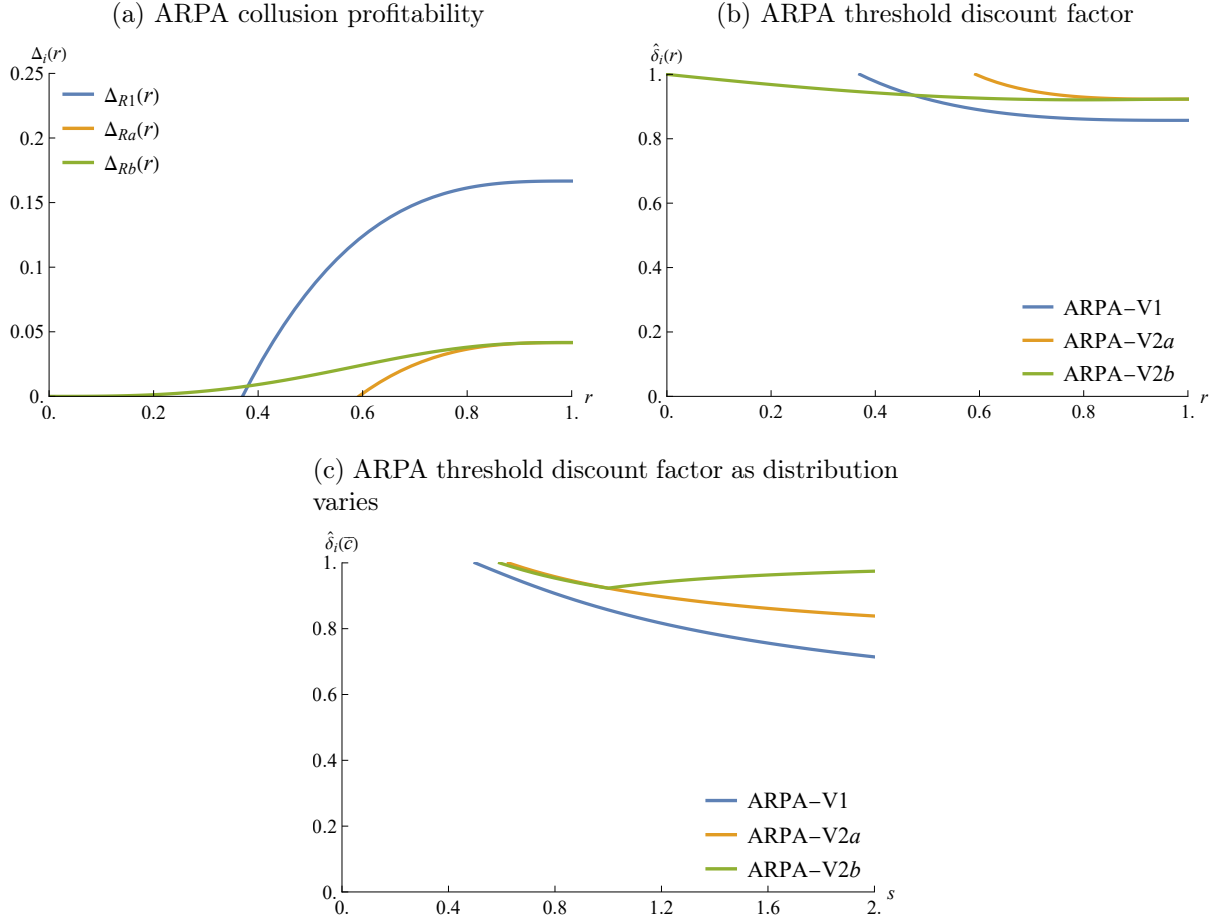 (a) ARPA collusion profitability
Δi(r)
0.25
0.2
0.15
0.1
0.05
0.
0.
0.2
0.4
0.6
0.8
1.
r
ΔR1(r)
ΔRa(r)
ΔRb(r)
(b) ARPA threshold discount factor
δ̂i(r)
1.
0.8
0.6
0.4
0.2
0.
0.
0.2
0.4
0.6
0.8
1.
r
ARPA–V1
ARPA–V2a
ARPA–V2b
(c) ARPA threshold discount factor as distribution
varies
δ̂i(c̄)
1.
0.8
0.6
0.4
0.2
0.
0.
0.4
0.8
1.2
1.6
2.
s
ARPA–V1
ARPA–V2a
ARPA–V2b